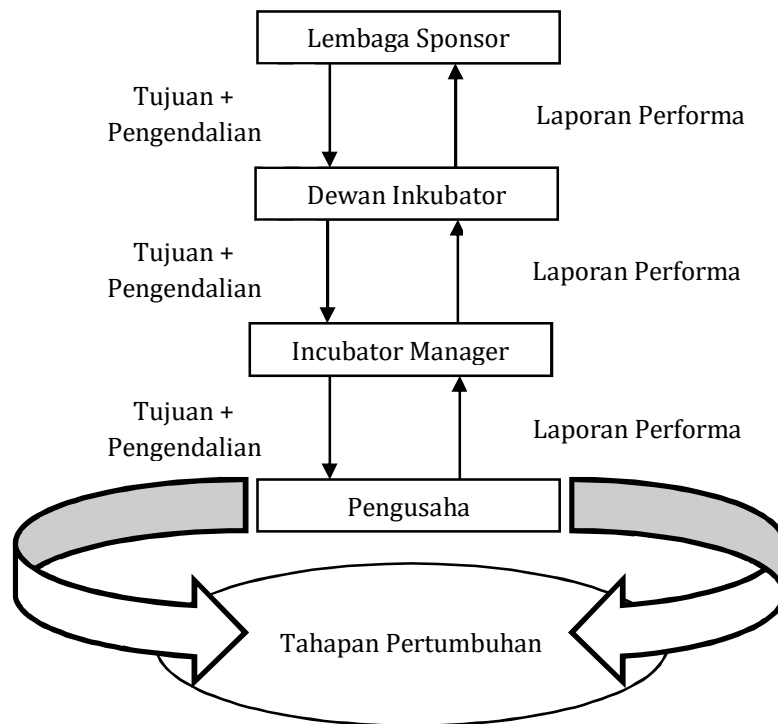 Lembaga Sponsor
Tujuan +
Pengendalian
Laporan Performa
Dewan Inkubator
Tujuan +
Pengendalian
Laporan Performa
Incubator Manager
Tujuan +
Pengendalian
Laporan Performa
Pengusaha
Tahapan Pertumbuhan